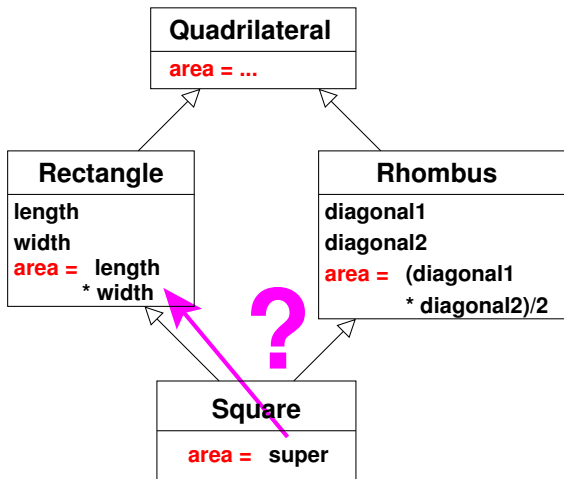 Quadrilateral
area = ...
Rectangle
length
width
area = length
* width
Rhombus
diagonal1
diagonal2
area = (diagonal1
* diagonal2)/2
?
Square
area = super